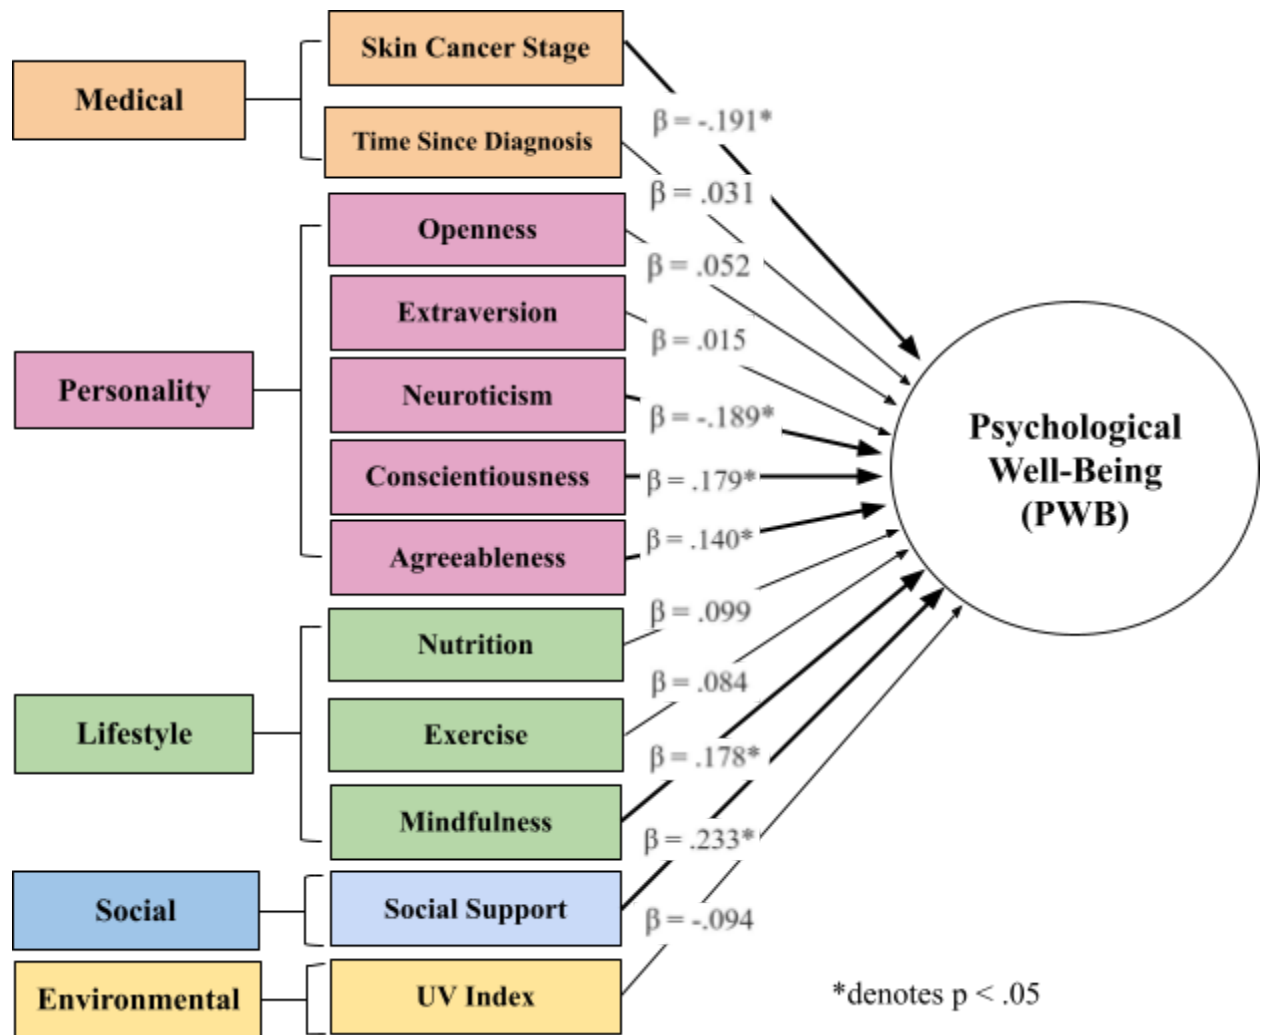 Medical
Skin Cancer Stage
β = -.191*
Time Since Diagnosis
β = .031
Personality
Openness
β = .052
Extraversion
β = .015
Neuroticism
β = -.189*
Conscientiousness
β = .179*
Agreeableness
β = .140*
Lifestyle
Nutrition
β = .099
Exercise
β = .084
Mindfulness
β = .178*
Social
Social Support
β = .233*
Environmental
UV Index
β = -.094
Psychological
Well-Being
(PWB)
*denotes p < .05